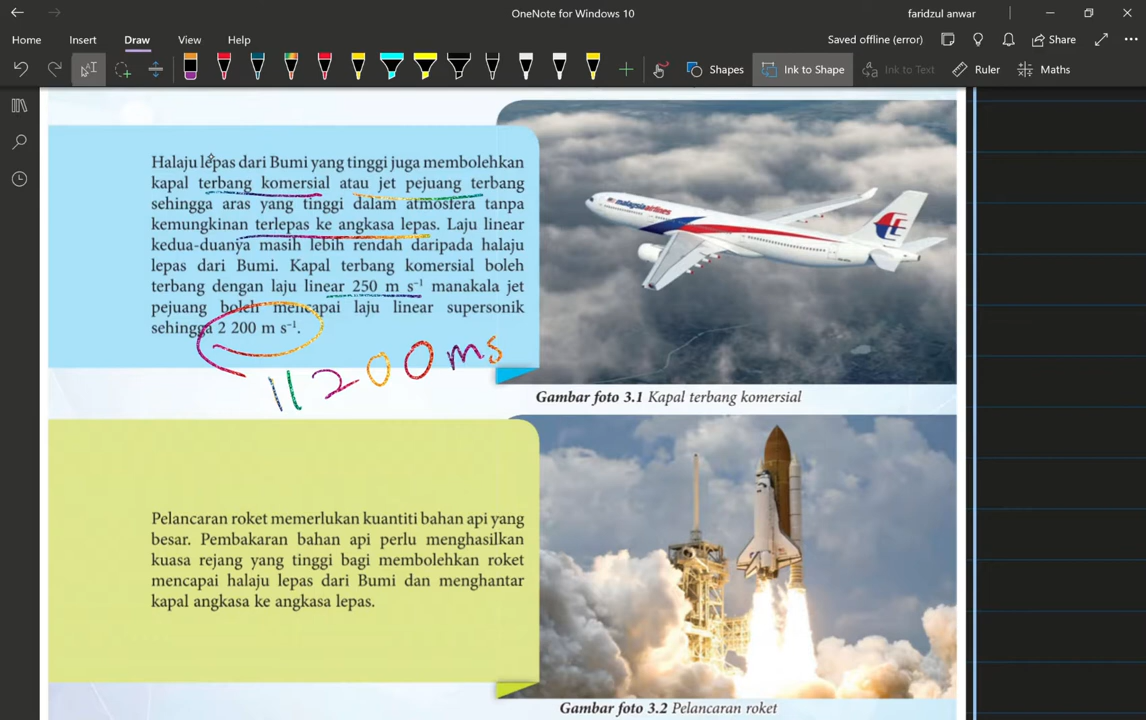 OneNote for Windows 10
faridzul anwar
Home
Insert
Draw
View
Help
Saved offline (error)
Share
Shapes
Ink to Shape
Ink to Text
Ruler
Maths
Halaju lepas dari Bumi yang tinggi juga membolehkan
kapal terbang komersial atau jet pejuang terbang
sehingga aras yang tinggi dalam atmosfera tanpa
kemungkinan terlepas ke angkasa lepas. Laju linear
kedua-duanya masih lebih rendah daripada halaju
lepas dari Bumi. Kapal terbang komersial boleh
terbang dengan laju linear 250 m s⁻¹ manakala jet
pejuang boleh mencapai laju linear supersonik
sehingga 2 200 m s⁻¹.
11200ms
malaysia airlines
Gambar foto 3.1 Kapal terbang komersial
Pelancaran roket memerlukan kuantiti bahan api yang
besar. Pembakaran bahan api perlu menghasilkan
kuasa rejang yang tinggi bagi membolehkan roket
mencapai halaju lepas dari Bumi dan menghantar
kapal angkasa ke angkasa lepas.
Gambar foto 3.2 Pelancaran roket